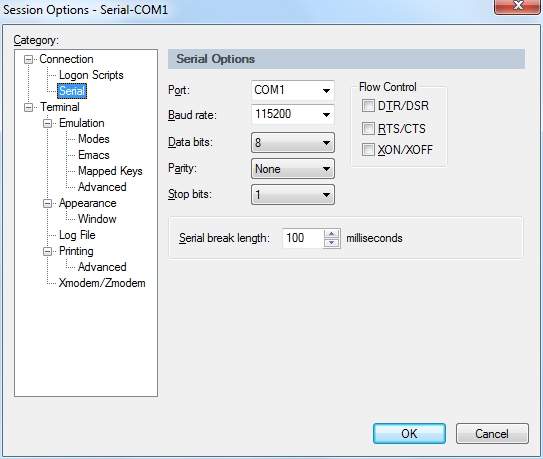 Session Options - Serial-COM1
Category:
Connection
Logon Scripts
Serial
Terminal
Emulation
Modes
Emacs
Mapped Keys
Advanced
Appearance
Window
Log File
Printing
Advanced
Xmodem/Zmodem
Serial Options
Port: COM1
Baud rate: 115200
Data bits: 8
Parity: None
Stop bits: 1
Flow Control
DTR/DSR
RTS/CTS
XON/XOFF
Serial break length: 100 milliseconds
OK Cancel